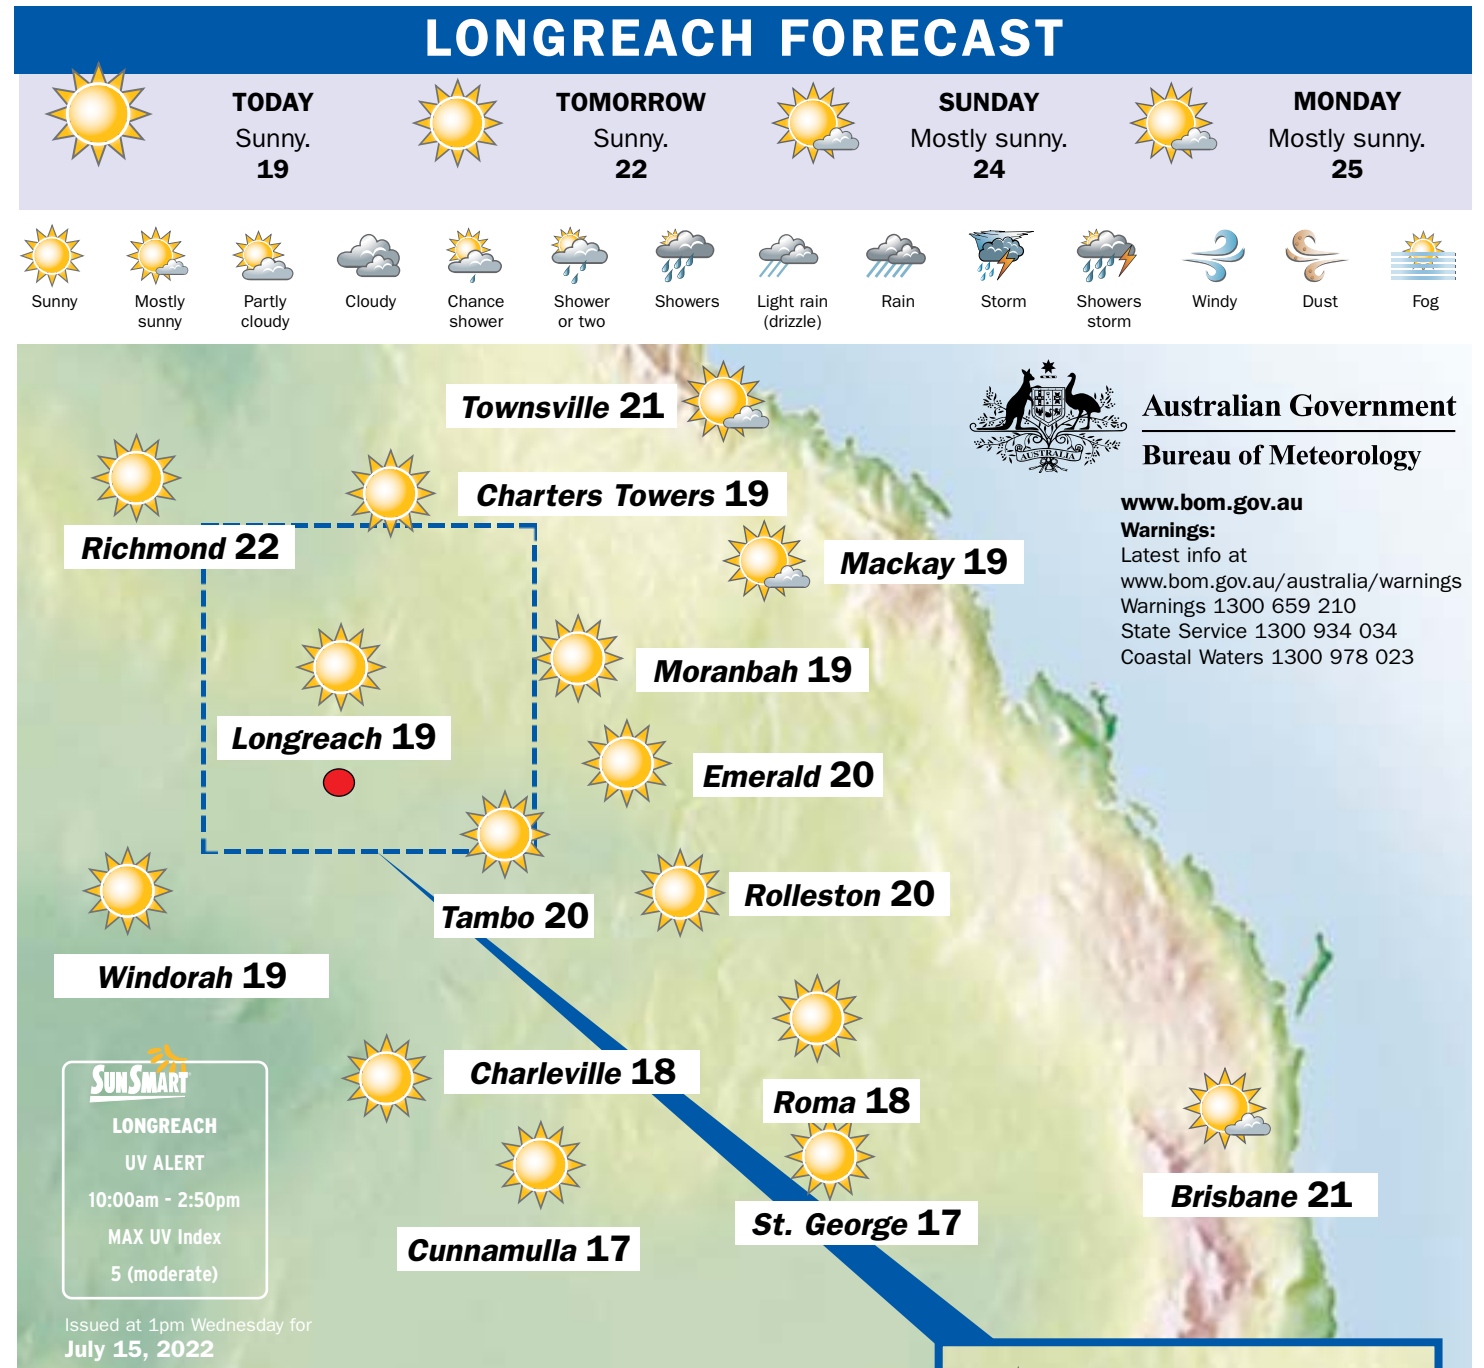 LONGREACH FORECAST
TODAY
Sunny.
19
TOMORROW
Sunny.
22
SUNDAY
Mostly sunny.
24
MONDAY
Mostly sunny.
25
Sunny
Mostly
sunny
Partly
cloudy
Cloudy
Chance
shower
Shower
or two
Showers
Light rain
(drizzle)
Rain
Storm
Showers
storm
Windy
Dust
Fog
Townsville 21
Charters Towers 19
Richmond 22
Mackay 19
Moranbah 19
Longreach 19
Emerald 20
Rolleston 20
Tambo 20
Windorah 19
Charleville 18
Roma 18
Brisbane 21
St. George 17
Cunnamulla 17
AUSTRALIA
Australian Government
Bureau of Meteorology
www.bom.gov.au
Warnings:
Latest info at
www.bom.gov.au/australia/warnings
Warnings 1300 659 210
State Service 1300 934 034
Coastal Waters 1300 978 023
SUNSMART
LONGREACH
UV ALERT
10:00am - 2:50pm
MAX UV Index
5 (moderate)
Issued at 1pm Wednesday for
July 15, 2022